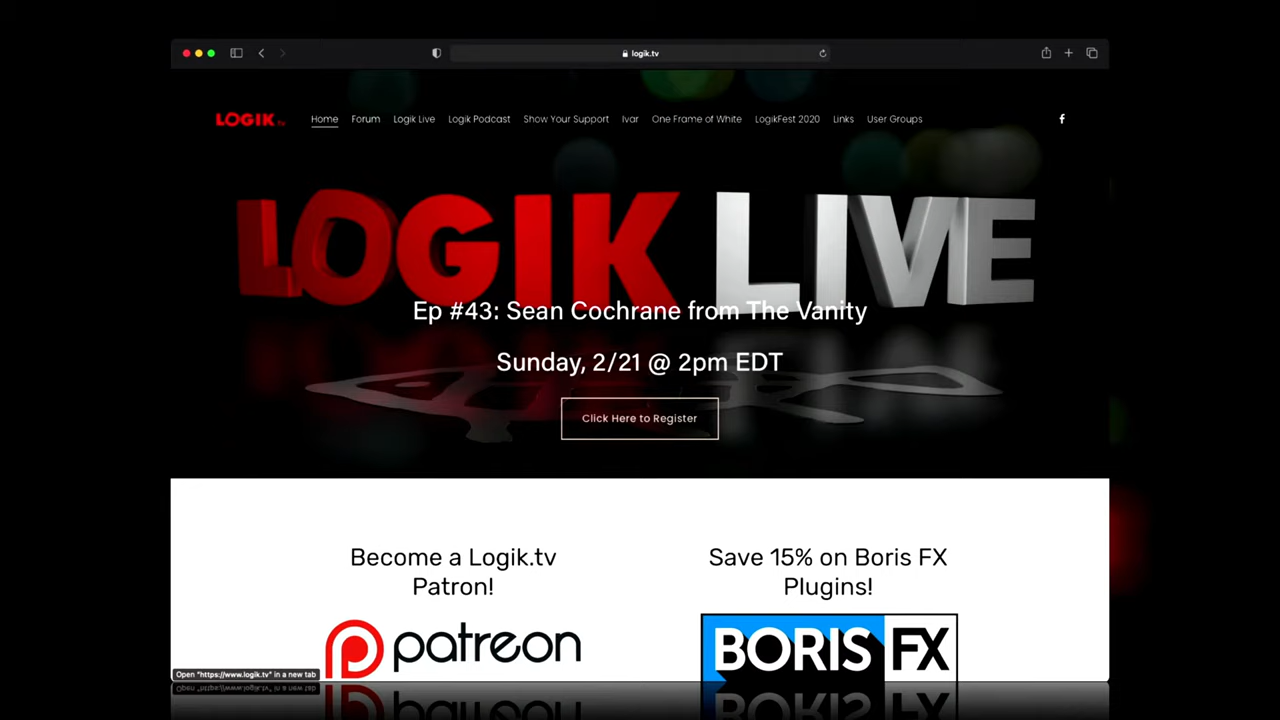 logik.tv
LOGIK tv
Home Forum Logik Live Logik Podcast Show Your Support Ivar One Frame of White LogikFest 2020 Links User Groups
LOGIK LIVE
Ep #43: Sean Cochrane from The Vanity
Sunday, 2/21 @ 2pm EDT
Click Here to Register
Become a Logik.tv
Patron!
Save 15% on Boris FX
Plugins!
patreon
BORIS FX
Open "https://www.logik.tv" in a new tab